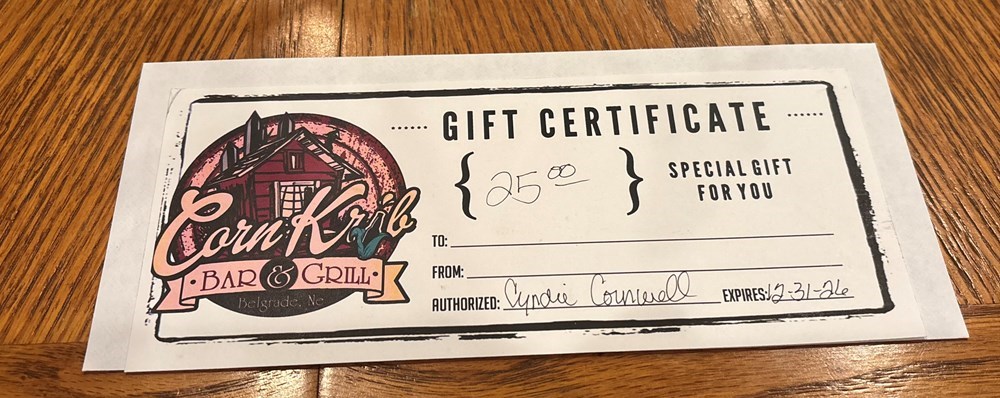 Corn Krib
BAR & GRILL
Belgrade, Ne
GIFT CERTIFICATE
{ 25 00 }
SPECIAL GIFT
FOR YOU
TO:
FROM:
AUTHORIZED: Cyndie Cornwell EXPIRES: 12-31-26